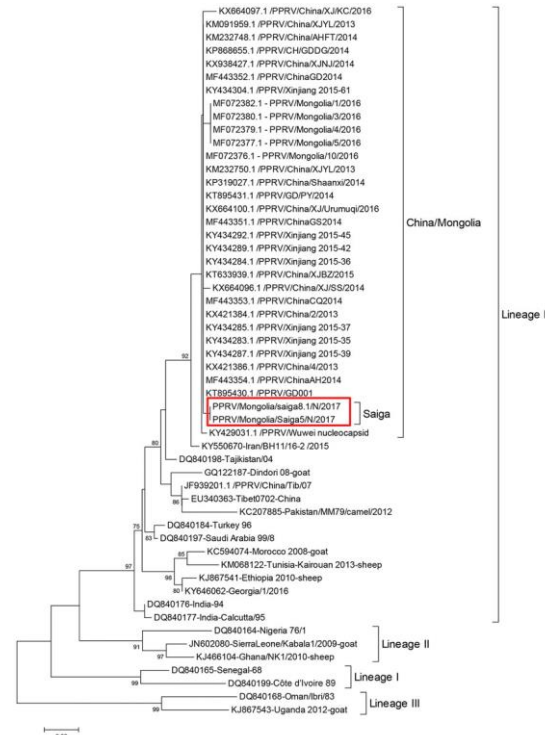 KX664097.1 /PPRV/China/XJ/KC/2016
KM091959.1 /PPRV/China/XJYL/2013
KM232748.1 /PPRV/China/AHFT/2014
KP868655.1 /PPRV/CH/GDDG/2014
KX938427.1 /PPRV/China/XJNJ/2014
MF443352.1 /PPRV/ChinaGD2014
KY434304.1 /PPRV/Xinjiang 2015-61
MF072382.1 - PPRV/Mongolia/1/2016
MF072380.1 - PPRV/Mongolia/3/2016
MF072379.1 - PPRV/Mongolia/4/2016
MF072377.1 - PPRV/Mongolia/5/2016
MF072376.1 - PPRV/Mongolia/10/2016
KM232750.1 /PPRV/China/XJYL/2013
KP319027.1 /PPRV/China/Shaanxi/2014
KT895431.1 /PPRV/GD/PY/2014
KX664100.1 /PPRV/China/XJ/Urumuqi/2016
MF443351.1 /PPRV/ChinaGS2014
China/Mongolia
KY434292.1 /PPRV/Xinjiang 2015-45
KY434289.1 /PPRV/Xinjiang 2015-42
KY434284.1 /PPRV/Xinjiang 2015-36
KT633939.1 /PPRV/China/XJBZ/2015
KX664096.1 /PPRV/China/XJ/SS/2014
MF443353.1 /PPRV/ChinaCQ2014
KX421384.1 /PPRV/China/2/2013
Lineage
KY434285.1 /PPRV/Xinjiang 2015-37
KY434283.1 /PPRV/Xinjiang 2015-35
KY434287.1 /PPRV/Xinjiang 2015-39
92
KX421386.1 /PPRV/China/4/2013
MF443354.1 /PPRV/ChinaAH2014
KT895430.1 /PPRV/GD001
PPRV/Mongolia/saiga8.1/N/2017
PPRV/Mongolia/Saiga5/N/2017
Saiga
KY429031.1 /PPRV/Wuwei nucleocapsid
80
KY550670-Iran/BH11/16-2 /2015
DQ840198-Tajikistan/04
GQ122187-Dindori 08-goat
JF939201.1 /PPRV/China/Tib/07
86
EU340363-Tibet0702-China
KC207885-Pakistan/MM79/camel/2012
75
DQ840184-Turkey 96
63
DQ840197-Saudi Arabia 99/8
65
KC594074-Morocco 2008-goat
KM068122-Tunisia-Kairouan 2013-sheep
97
98
KJ867541-Ethiopia 2010-sheep
80
KY646062-Georgia/1/2016
DQ840176-India-94
DQ840177-India-Calcutta/95
DQ840164-Nigeria 76/1
91
JN602080-SierraLeone/Kabala1/2009-goat
Lineage II
97
KJ466104-Ghana/NK1/2010-sheep
DQ840165-Senegal-68
Lineage I
99
DQ840199-Côte d'Ivoire 89
DQ840168-Oman/Ibri/83
Lineage III
99
KJ867543-Uganda 2012-goat